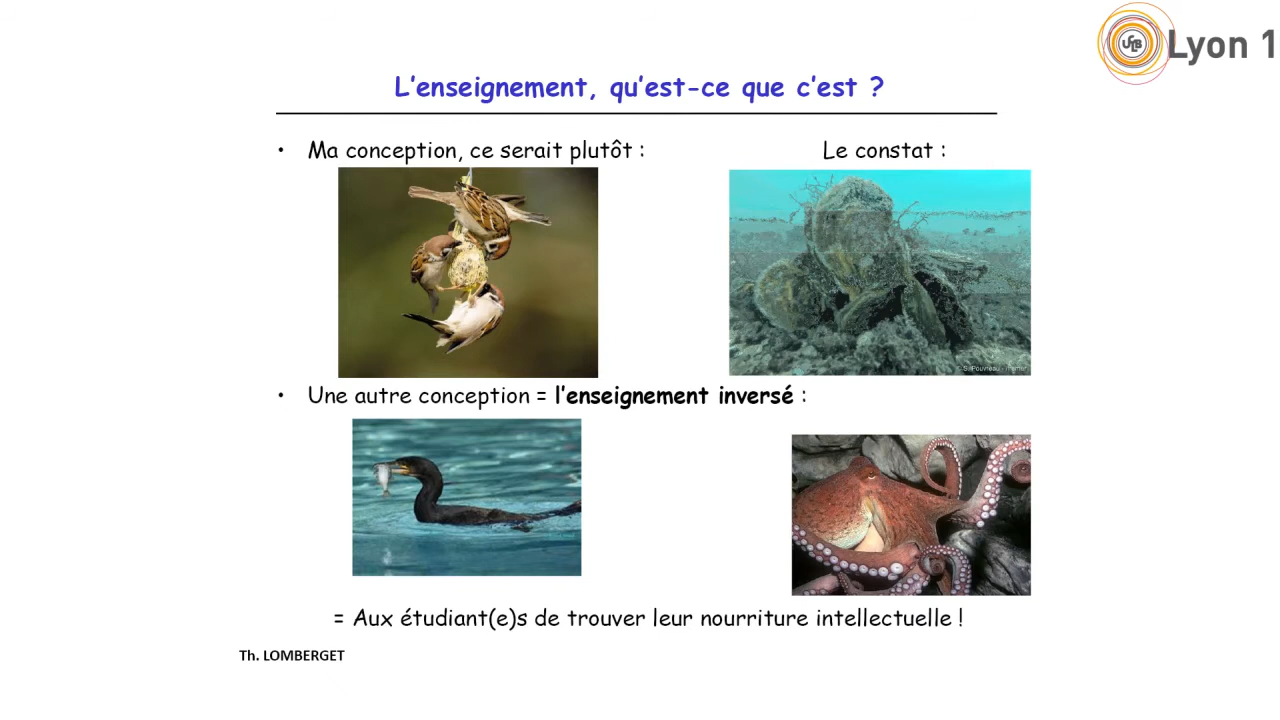 UCLB Lyon 1
L'enseignement, qu'est-ce que c'est ?
• Ma conception, ce serait plutôt :
Le constat :
• Une autre conception = l'enseignement inversé :
= Aux étudiant(e)s de trouver leur nourriture intellectuelle !
Th. LOMBERGET